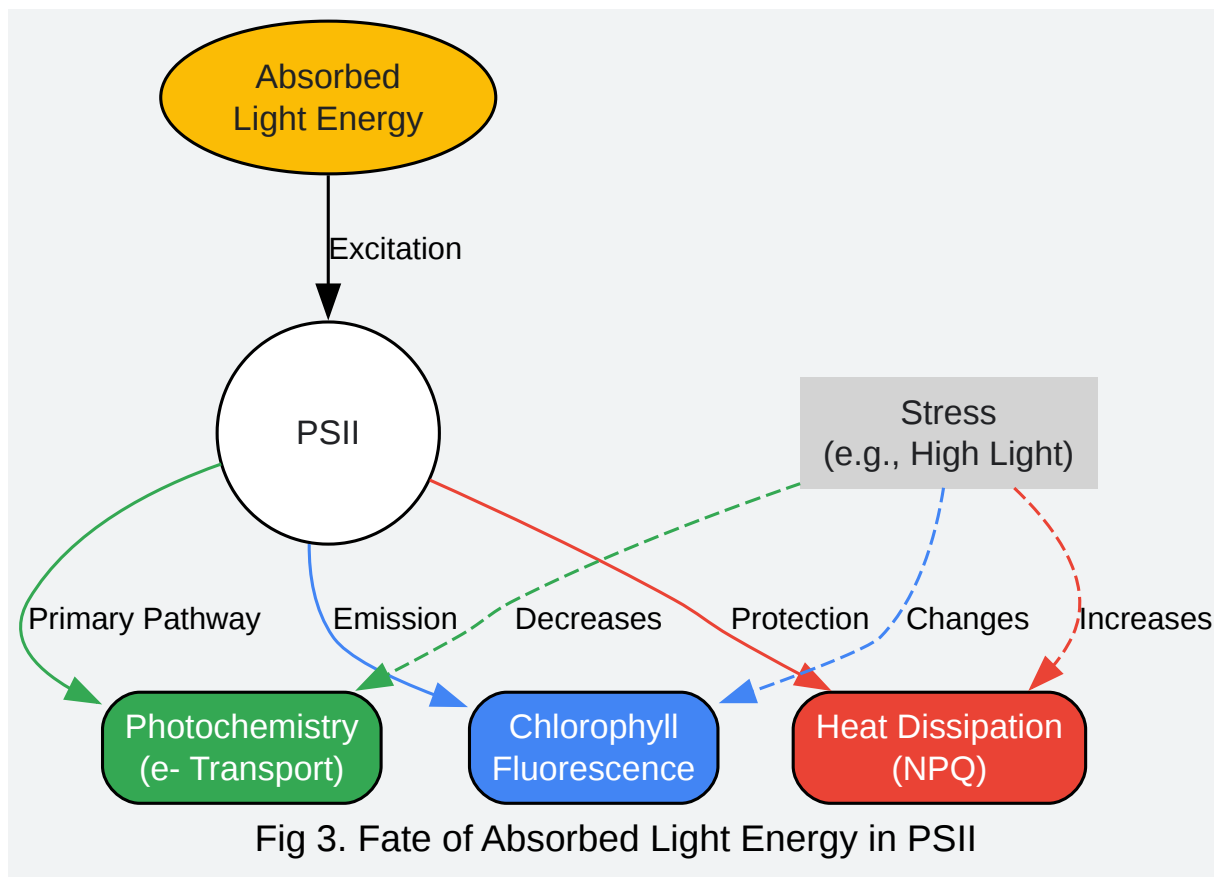 Absorbed
Light Energy
Excitation
PSII
Stress
(e.g., High Light)
Primary Pathway
Emission
Decreases
Protection
Changes
Increases
Photochemistry
(e- Transport)
Chlorophyll
Fluorescence
Heat Dissipation
(NPQ)
Fig 3. Fate of Absorbed Light Energy in PSII